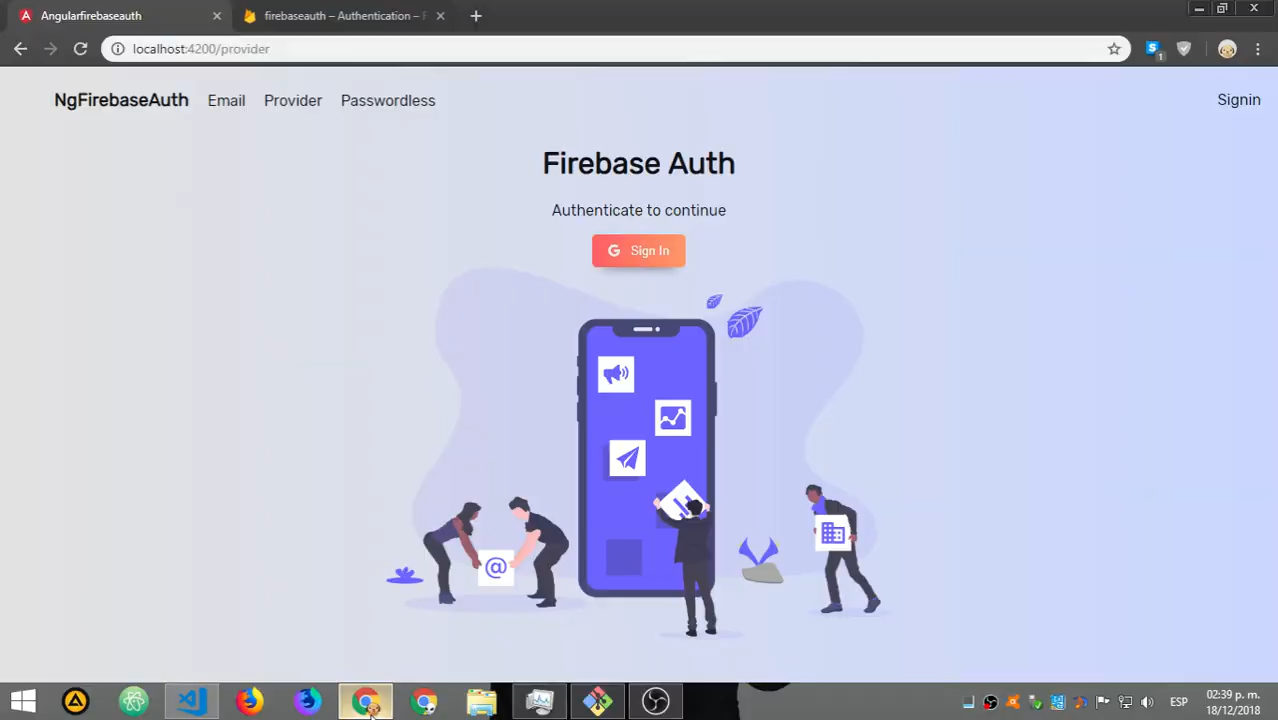 Angularfirebaseauth
firebaseauth – Authentication – F
localhost:4200/provider
1
NgFirebaseAuth Email Provider Passwordless Signin
Firebase Auth
Authenticate to continue
G Sign In
@
ESP
02:39 p. m.
18/12/2018